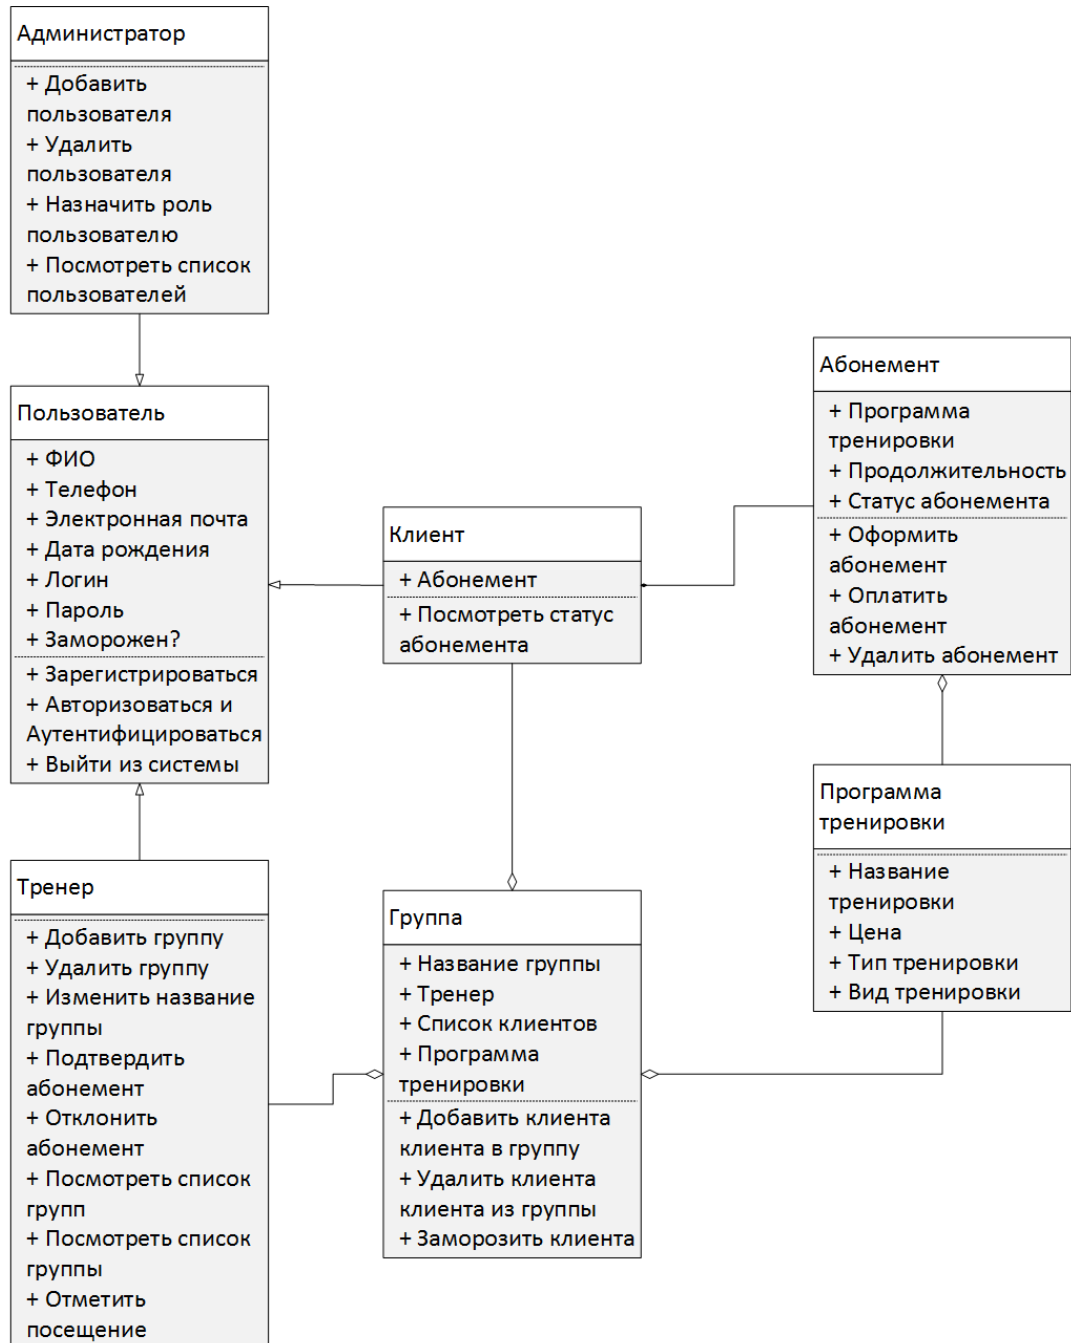 Администратор
+ Добавить
пользователя
+ Удалить
пользователя
+ Назначить роль
пользователю
+ Посмотреть список
пользователей
Пользователь
+ ФИО
+ Телефон
+ Электронная почта
+ Дата рождения
+ Логин
+ Пароль
+ Заморожен?
+ Зарегистрироваться
+ Авторизоваться и
Аутентифицироваться
+ Выйти из системы
Тренер
+ Добавить группу
+ Удалить группу
+ Изменить название
группы
+ Подтвердить
абонемент
+ Отклонить
абонемент
+ Посмотреть список
групп
+ Посмотреть список
группы
+ Отметить
посещение
Клиент
+ Абонемент
+ Посмотреть статус
абонемента
Группа
+ Название группы
+ Тренер
+ Список клиентов
+ Программа
тренировки
+ Добавить клиента
клиента в группу
+ Удалить клиента
клиента из группы
+ Заморозить клиента
Абонемент
+ Программа
тренировки
+ Продолжительность
+ Статус абонемента
+ Оформить
абонемент
+ Оплатить
абонемент
+ Удалить абонемент
Программа
тренировки
+ Название
тренировки
+ Цена
+ Тип тренировки
+ Вид тренировки